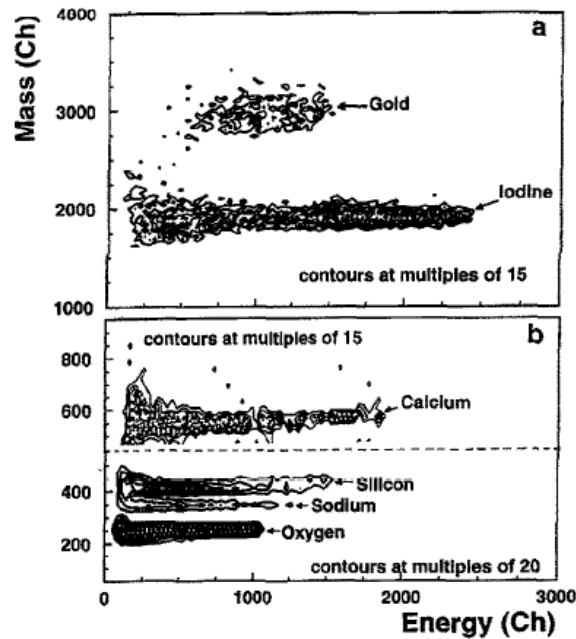 4000
a
Mass (Ch)
Gold
3000
Iodine
2000
contours at multiples of 15
1000
b
contours at multiples of 15
800
Calcium
600
Silicon
400
Sodium
Oxygen
200
contours at multiples of 20
0
1000
2000
3000
Energy (Ch)